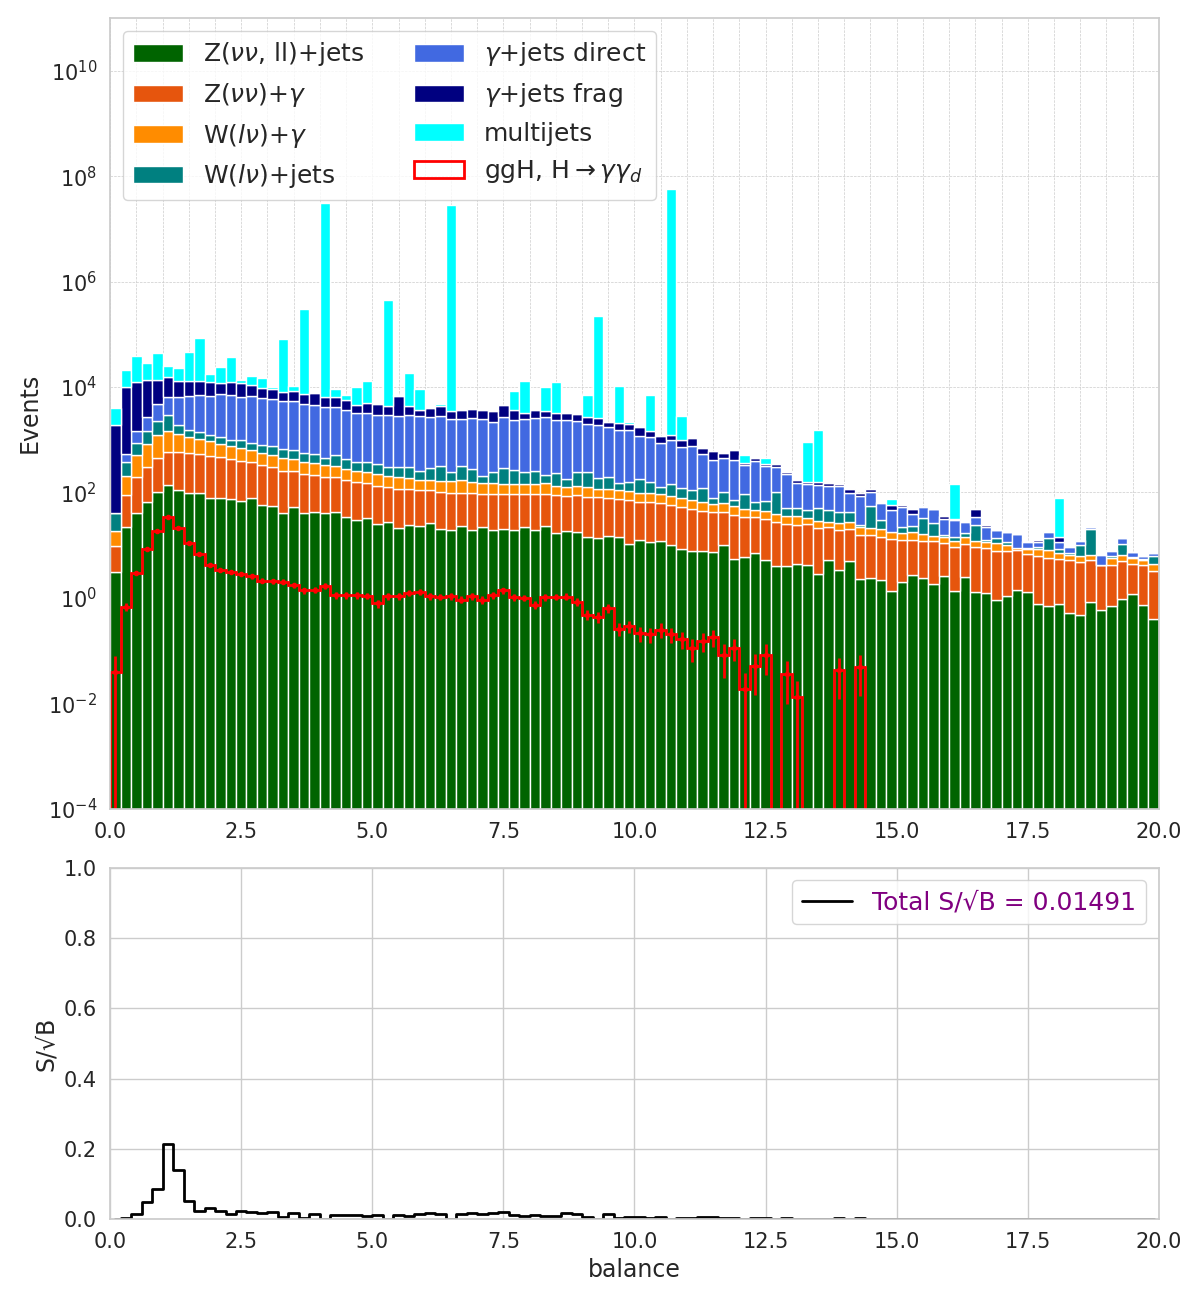 Z(νν, ll)+jets
Z(νν)+γ
W(lν)+γ
W(lν)+jets
γ+jets direct
γ+jets frag
multijets
ggH, H→γγ_d
Events
10^10
10^8
10^6
10^4
10^2
10^0
10^−2
10^−4
0.0 2.5 5.0 7.5 10.0 12.5 15.0 17.5 20.0
Total S/√B = 0.01491
S/√B
1.0
0.8
0.6
0.4
0.2
0.0
0.0 2.5 5.0 7.5 10.0 12.5 15.0 17.5 20.0
balance